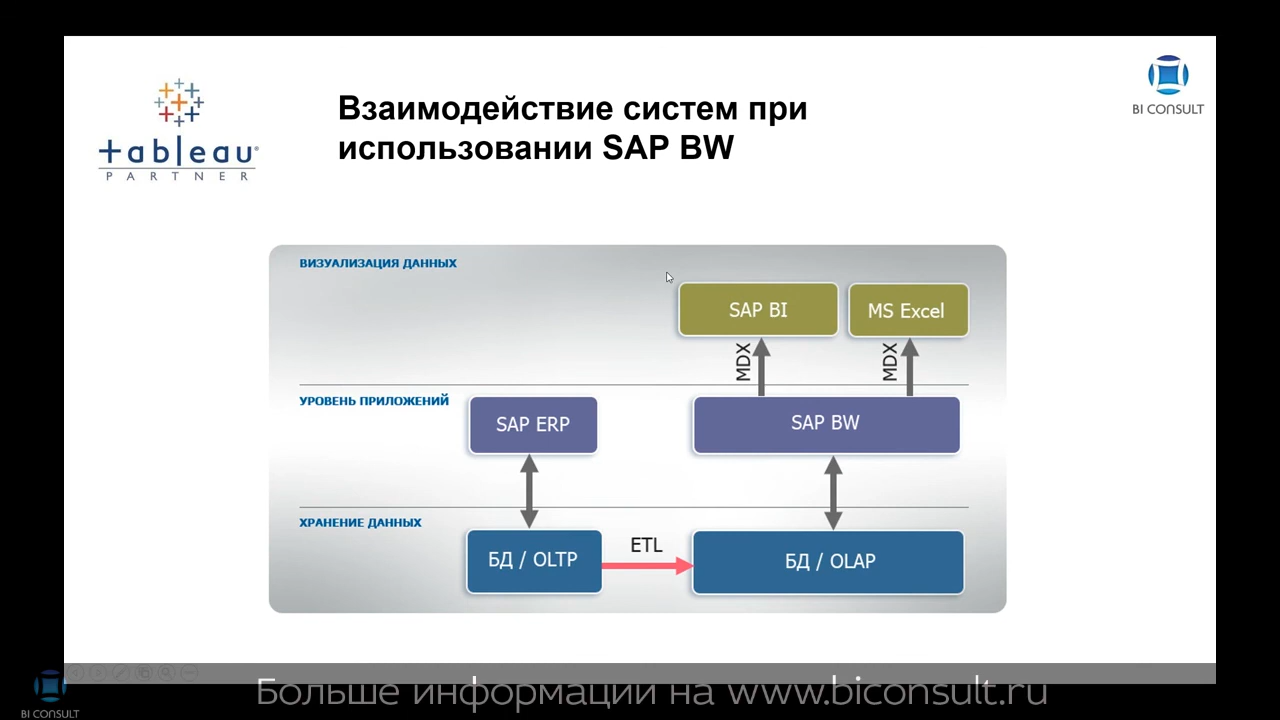 tableau®
PARTNER
Взаимодействие систем при
использовании SAP BW
BI CONSULT
ВИЗУАЛИЗАЦИЯ ДАННЫХ
SAP BI
MS Excel
MDX
MDX
УРОВЕНЬ ПРИЛОЖЕНИЙ
SAP ERP
SAP BW
ХРАНЕНИЕ ДАННЫХ
БД / OLTP
ETL
БД / OLAP
Больше информации на www.biconsult.ru
BI CONSULT